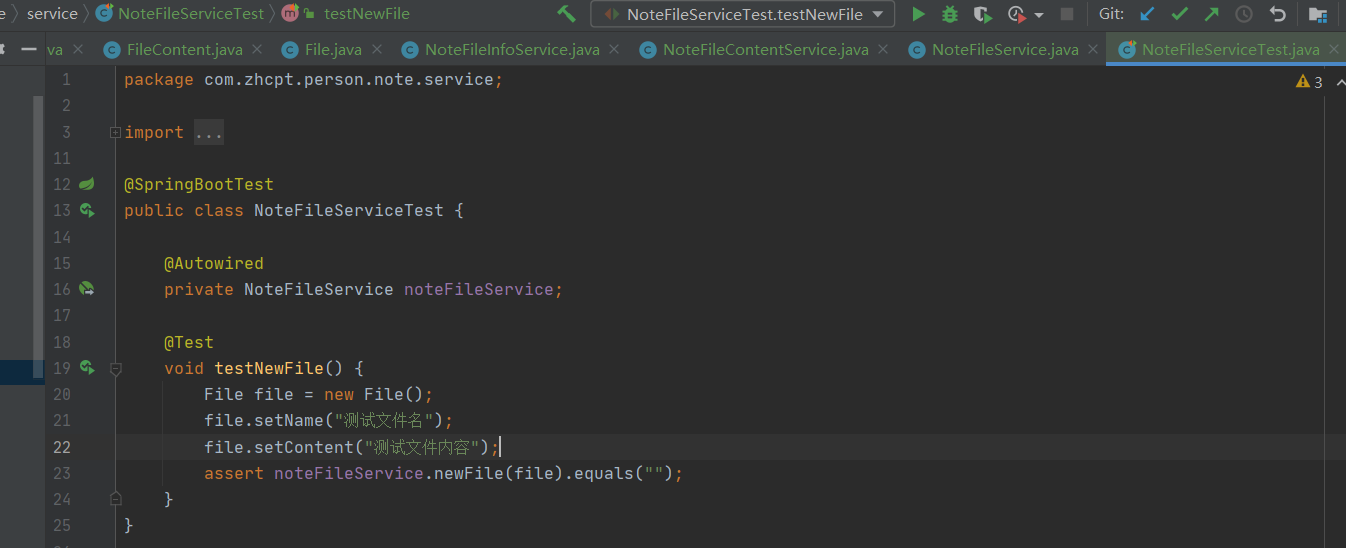 e > service > NoteFileServiceTest > testNewFile
NoteFileServiceTest.testNewFile
Git:
va FileContent.java File.java NoteFileInfoService.java NoteFileContentService.java NoteFileService.java NoteFileServiceTest.java
1 package com.zhcpt.person.note.service;
3
2
3 import ...
11
12 @SpringBootTest
13 public class NoteFileServiceTest {
14
15 @Autowired
16 private NoteFileService noteFileService;
17
18 @Test
19 void testNewFile() {
20 File file = new File();
21 file.setName("测试文件名");
22 file.setContent("测试文件内容");
23 assert noteFileService.newFile(file).equals("");
24 }
25 }